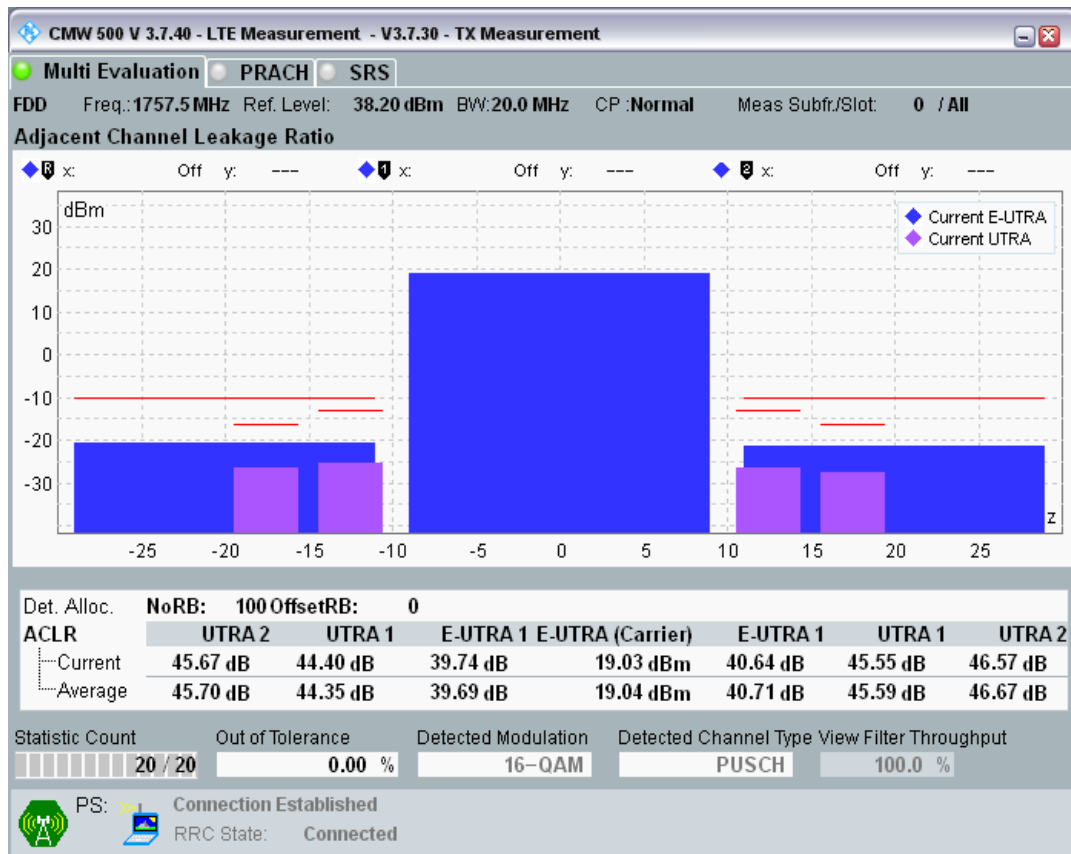 CMW 500 V 3.7.40 - LTE Measurement - V3.7.30 - TX Measurement
Multi Evaluation PRACH SRS
FDD Freq.:1757.5 MHz Ref. Level: 38.20 dBm BW:20.0 MHz CP :Normal Meas Subfr./Slot: 0 / All
Adjacent Channel Leakage Ratio
R x: Off y: --- 1 x: Off y: --- 2 x: Off y: ---
dBm
Current E-UTRA
Current UTRA
30
20
10
0
-10
-20
-30
z
-25 -20 -15 -10 -5 0 5 10 15 20 25
Det. Alloc. NoRB: 100 OffsetRB: 0
ACLR UTRA 2 UTRA 1 E-UTRA 1 E-UTRA (Carrier) E-UTRA 1 UTRA 1 UTRA 2
Current 45.67 dB 44.40 dB 39.74 dB 19.03 dBm 40.64 dB 45.55 dB 46.57 dB
Average 45.70 dB 44.35 dB 39.69 dB 19.04 dBm 40.71 dB 45.59 dB 46.67 dB
Statistic Count Out of Tolerance Detected Modulation Detected Channel Type View Filter Throughput
20 / 20 0.00 % 16-QAM PUSCH 100.0 %
PS: Connection Established
RRC State: Connected